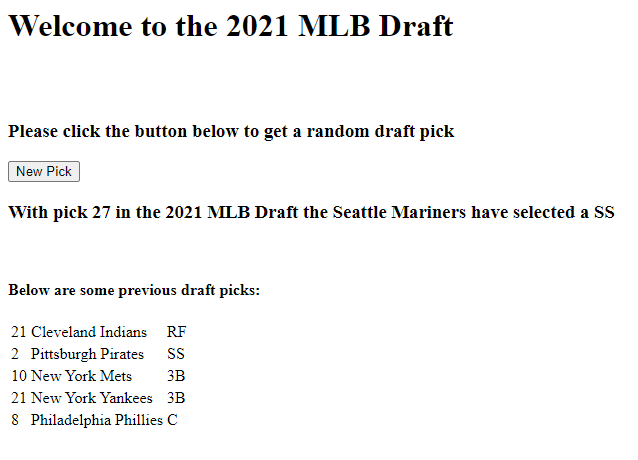 Welcome to the 2021 MLB Draft
Please click the button below to get a random draft pick
New Pick
With pick 27 in the 2021 MLB Draft the Seattle Mariners have selected a SS
Below are some previous draft picks:
21 Cleveland Indians RF
2 Pittsburgh Pirates SS
10 New York Mets 3B
21 New York Yankees 3B
8 Philadelphia Phillies C